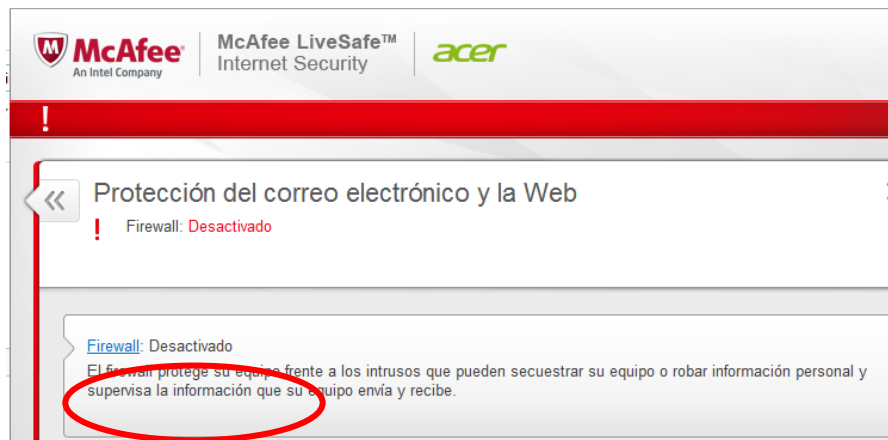 McAfee
An Intel Company
McAfee LiveSafe™
Internet Security
acer
!
Protección del correo electrónico y la Web
! Firewall: Desactivado
Firewall: Desactivado
El firewall protege su equipo frente a los intrusos que pueden secuestrar su equipo o robar información personal y
supervisa la información que su equipo envía y recibe.